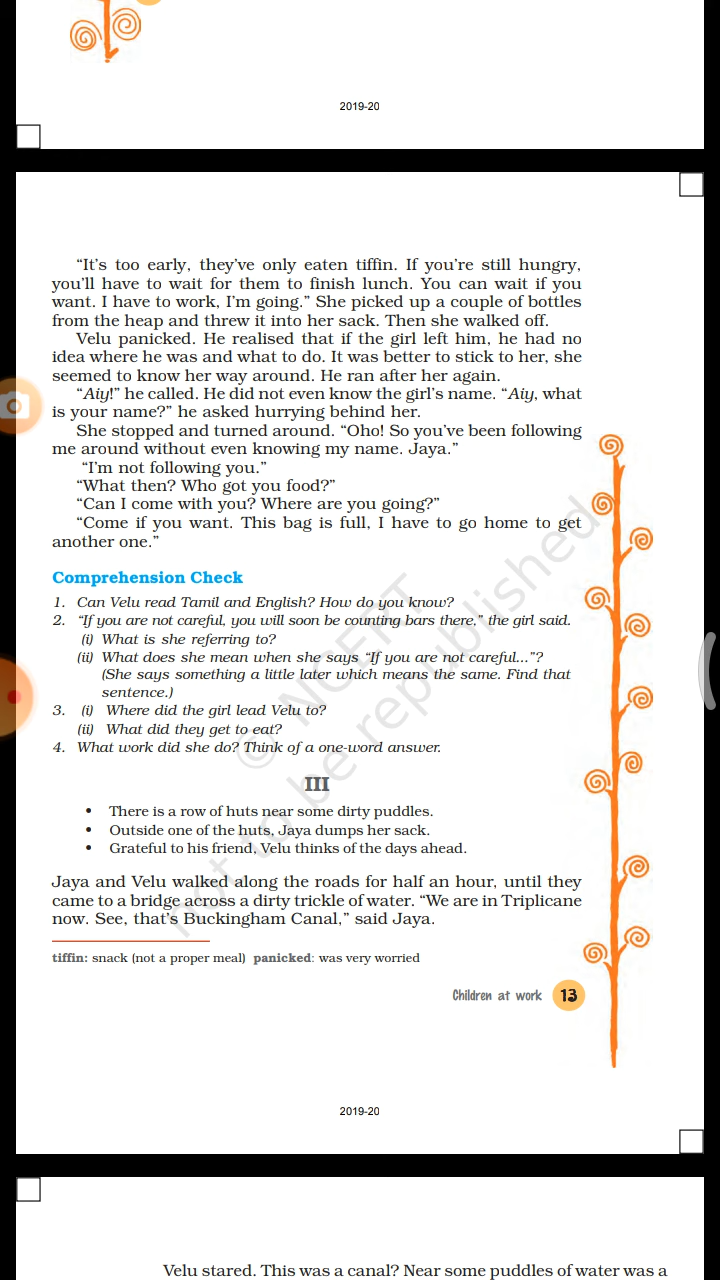 2019-20
“It’s too early, they’ve only eaten tiffin. If you’re still hungry,
you’ll have to wait for them to finish lunch. You can wait if you
want. I have to work, I’m going.” She picked up a couple of bottles
from the heap and threw it into her sack. Then she walked off.
Velu panicked. He realised that if the girl left him, he had no
idea where he was and what to do. It was better to stick to her, she
seemed to know her way around. He ran after her again.
“Aiy!” he called. He did not even know the girl’s name. “Aiy, what
is your name?” he asked hurrying behind her.
She stopped and turned around. “Oho! So you’ve been following
me around without even knowing my name. Jaya.”
“I’m not following you.”
“What then? Who got you food?”
“Can I come with you? Where are you going?”
“Come if you want. This bag is full, I have to go home to get
another one.”
Comprehension Check
1. Can Velu read Tamil and English? How do you know?
2. “If you are not careful, you will soon be counting bars there,” the girl said.
(i) What is she referring to?
(ii) What does she mean when she says “If you are not careful...”?
(She says something a little later which means the same. Find that
sentence.)
3. (i) Where did the girl lead Velu to?
(ii) What did they get to eat?
4. What work did she do? Think of a one-word answer.
III
• There is a row of huts near some dirty puddles.
• Outside one of the huts, Jaya dumps her sack.
• Grateful to his friend, Velu thinks of the days ahead.
Jaya and Velu walked along the roads for half an hour, until they
came to a bridge across a dirty trickle of water. “We are in Triplicane
now. See, that’s Buckingham Canal,” said Jaya.
tiffin: snack (not a proper meal) panicked: was very worried
Children at work 13
© NCERT
not to be republished
2019-20
Velu stared. This was a canal? Near some puddles of water was a